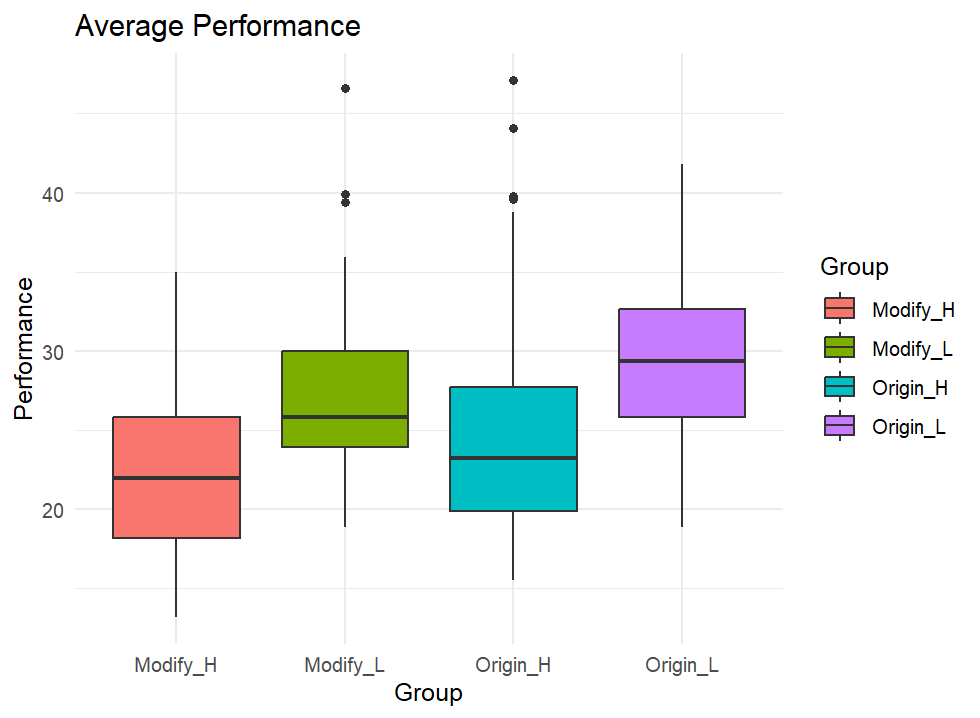 Average Performance
Performance
40
30
20
Modify_H
Modify_L
Origin_H
Origin_L
Group
Group
Modify_H
Modify_L
Origin_H
Origin_L